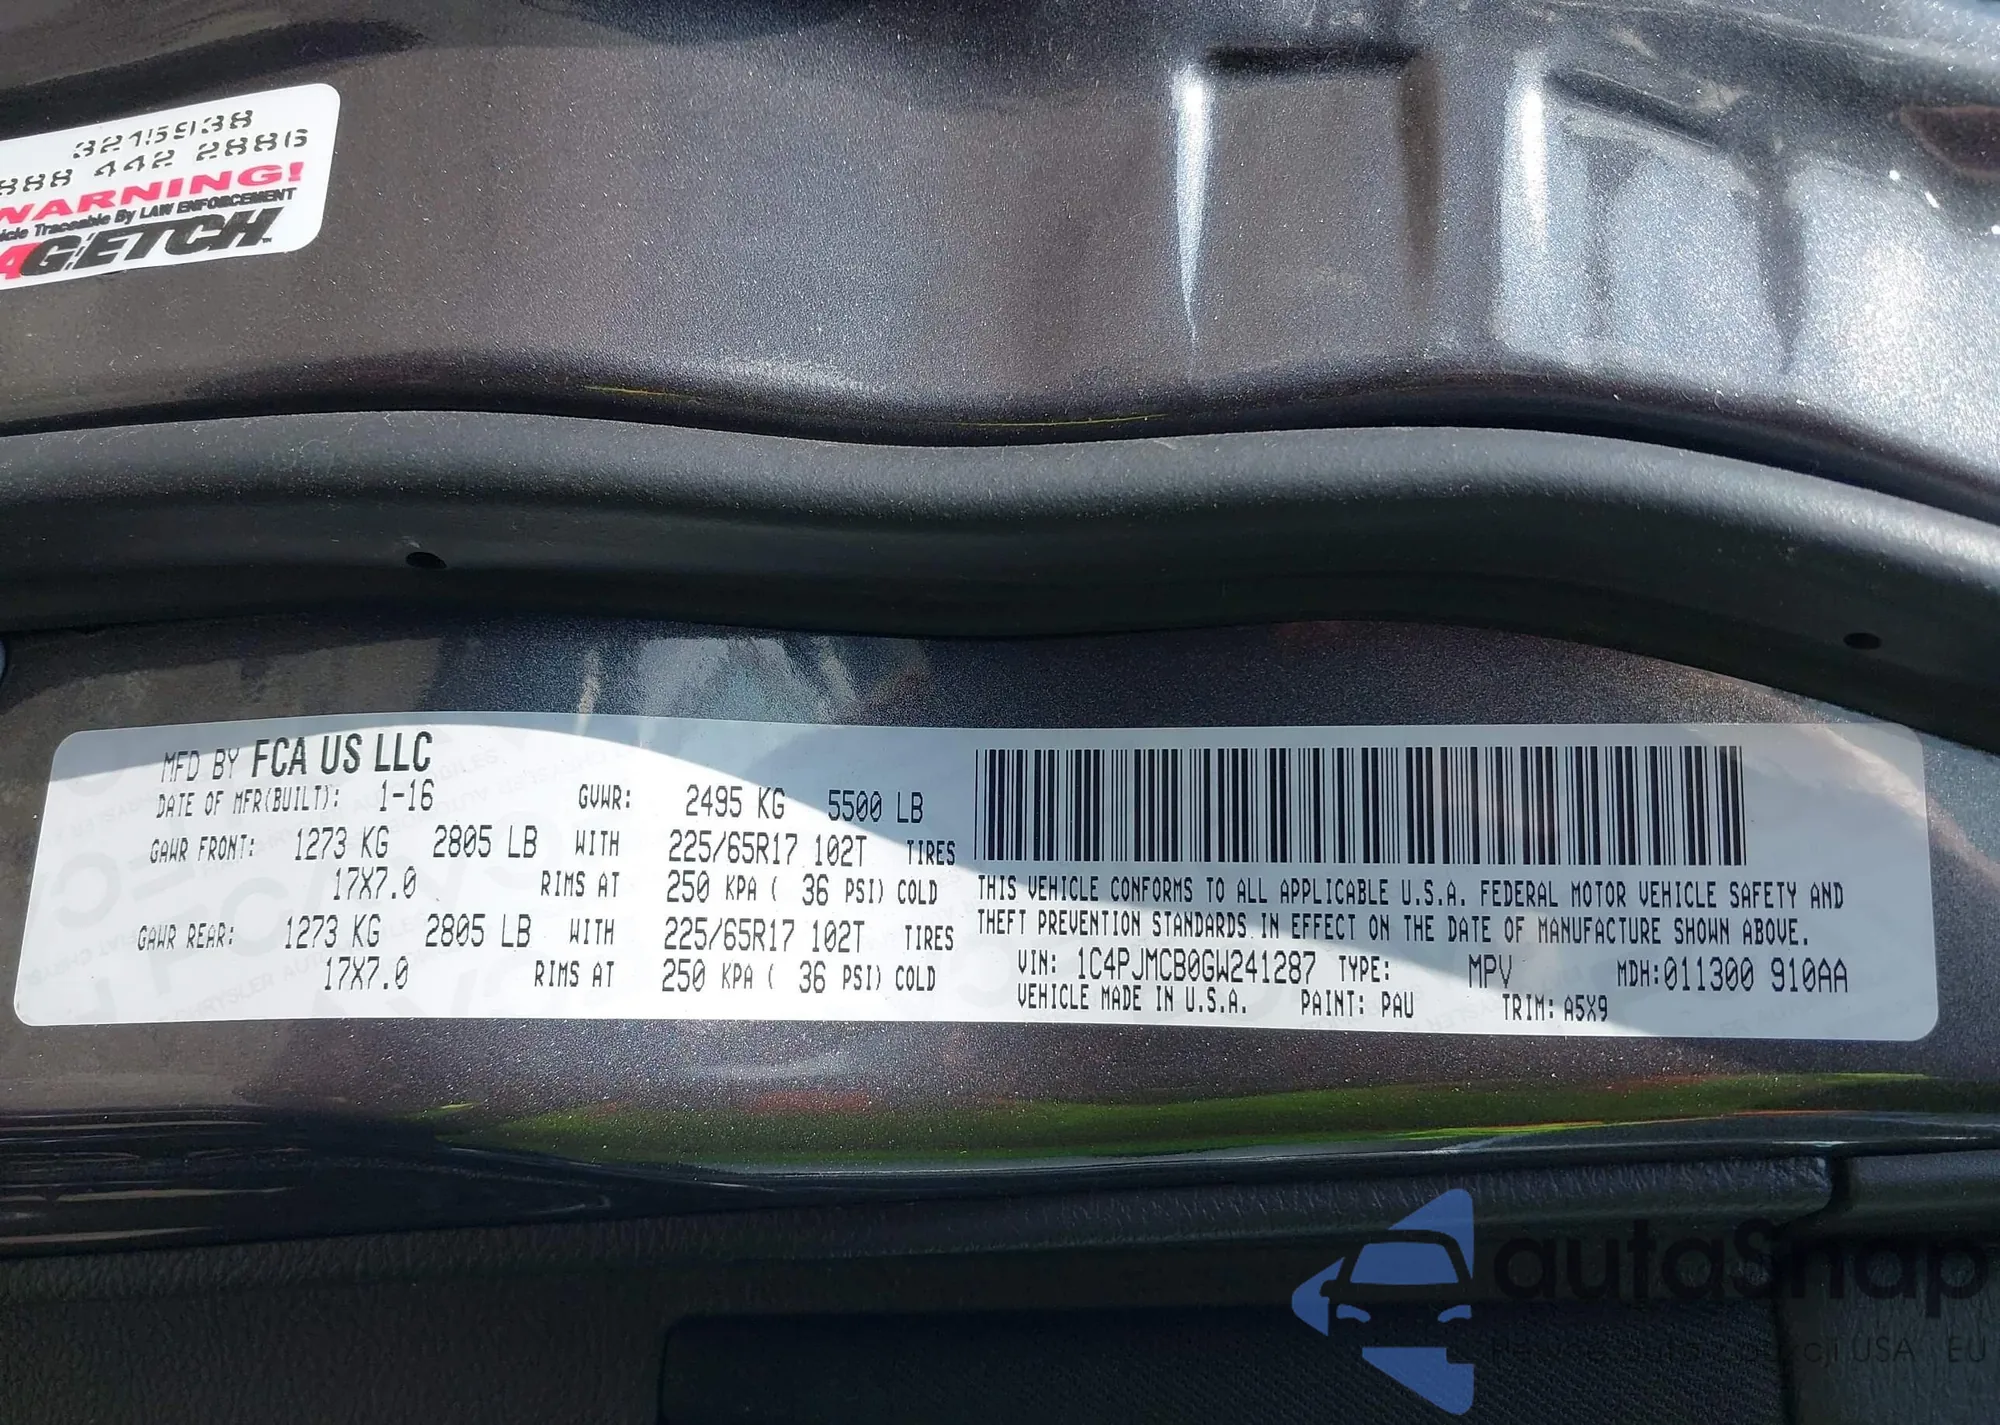 3215938
888 442 2886
WARNING!
icle Traceable By LAW ENFORCEMENT
AGETCH™
MFD BY FCA US LLC
DATE OF MFR(BUILT): 1-16 GVWR: 2495 KG 5500 LB
GAWR FRONT: 1273 KG 2805 LB WITH 225/65R17 102T TIRES
17X7.0 RIMS AT 250 KPA ( 36 PSI) COLD
GAWR REAR: 1273 KG 2805 LB WITH 225/65R17 102T TIRES
17X7.0 RIMS AT 250 KPA ( 36 PSI) COLD
THIS VEHICLE CONFORMS TO ALL APPLICABLE U.S.A. FEDERAL MOTOR VEHICLE SAFETY AND
THEFT PREVENTION STANDARDS IN EFFECT ON THE DATE OF MANUFACTURE SHOWN ABOVE.
VIN: 1C4PJMCB0GW241287 TYPE: MPV MDH:011300 910AA
VEHICLE MADE IN U.S.A. PAINT: PAU TRIM: A5X9
autoSnap
USA EU